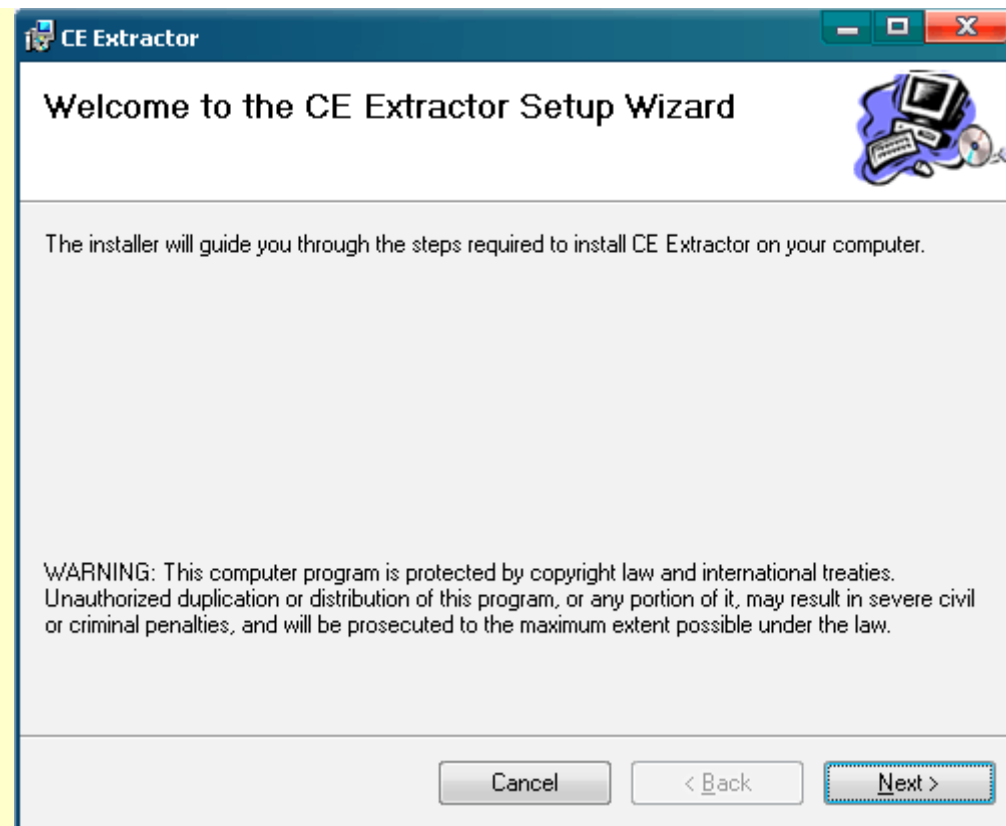 CE Extractor
Welcome to the CE Extractor Setup Wizard
The installer will guide you through the steps required to install CE Extractor on your computer.
WARNING: This computer program is protected by copyright law and international treaties.
Unauthorized duplication or distribution of this program, or any portion of it, may result in severe civil
or criminal penalties, and will be prosecuted to the maximum extent possible under the law.
Cancel < Back Next >